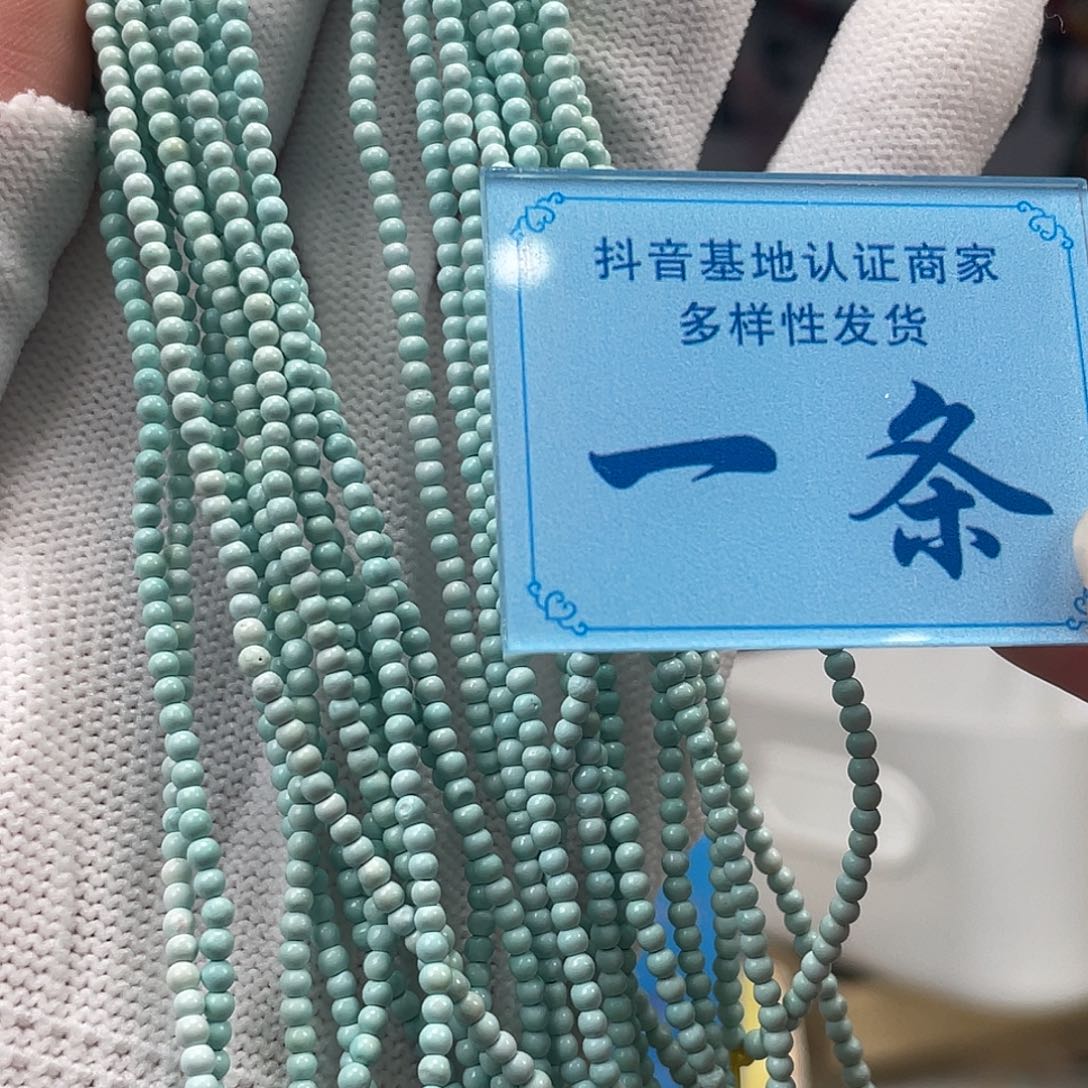 抖音基地认证商家
多样性发货
一条